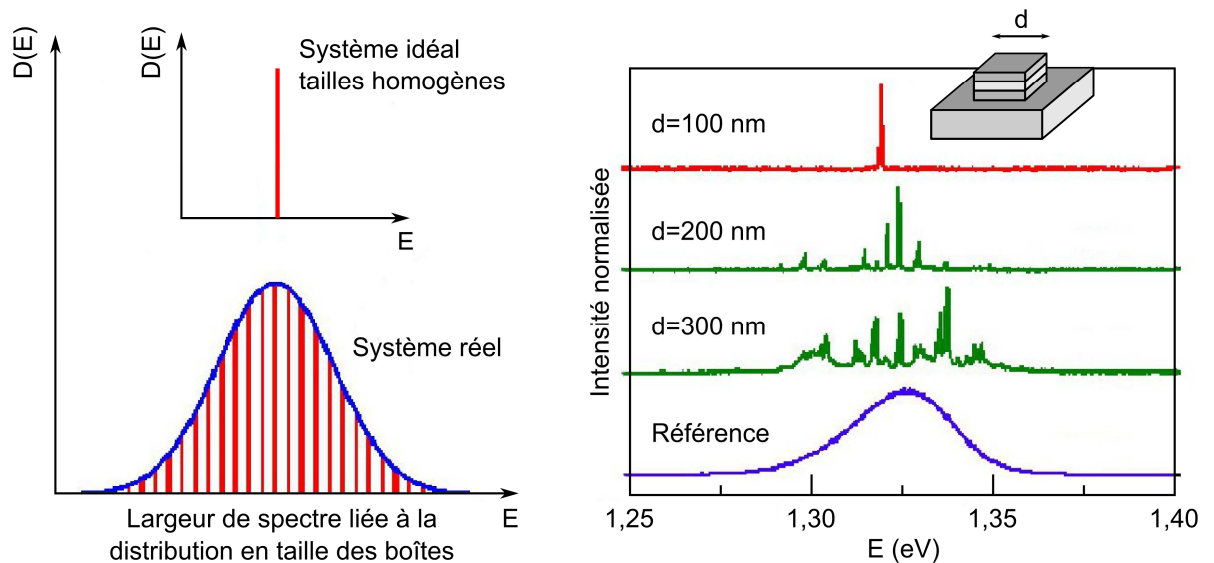 D(E)
D(E)
Système idéal
tailles homogènes
E
Système réel
E
Largeur de spectre liée à la
distribution en taille des boîtes
d
Intensité normalisée
d=100 nm
d=200 nm
d=300 nm
Référence
1,25
1,30
1,35
1,40
E (eV)